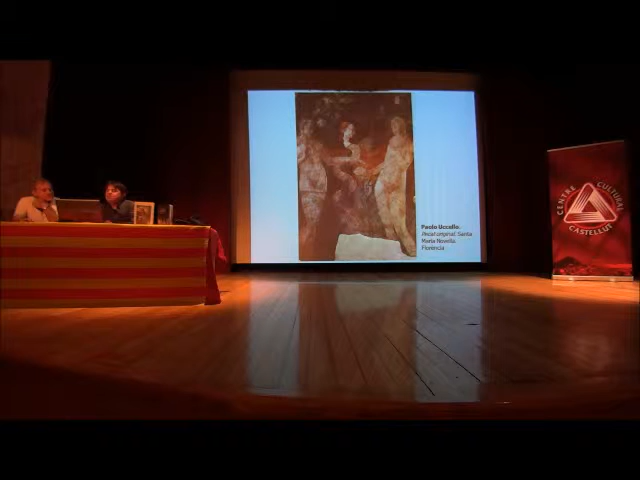 Paolo Uccello.
Pecat original. Santa
Maria Novella.
Florència
CENTRE CULTURAL
CASTELLUT